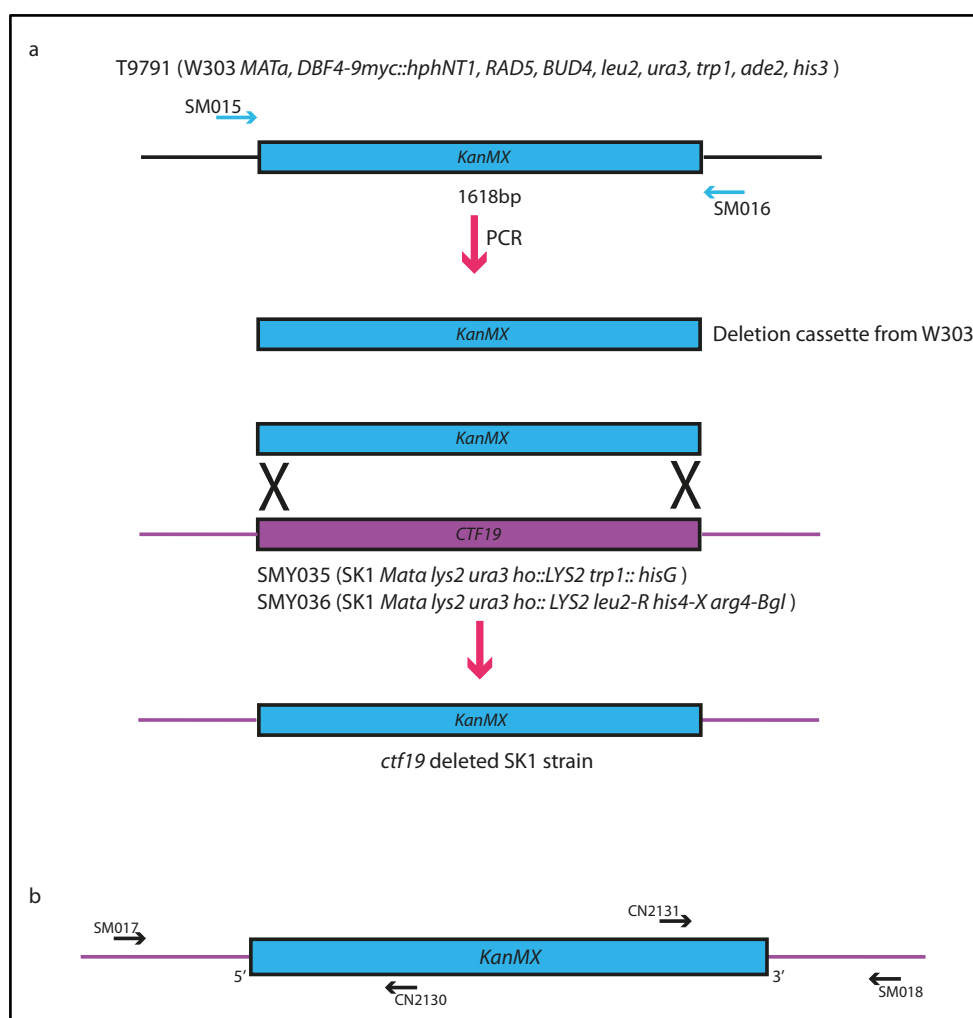 a
T9791 (W303 MATa, DBF4-9myc::hphNT1, RAD5, BUD4, leu2, ura3, trp1, ade2, his3 )
SM015
KanMX
1618bp
SM016
PCR
KanMX
Deletion cassette from W303
KanMX
X X
CTF19
SMY035 (SK1 Matа lys2 ura3 ho::LYS2 trp1:: hisG )
SMY036 (SK1 Matа lys2 ura3 ho:: LYS2 leu2-R his4-X arg4-Bgl )
KanMX
ctf19 deleted SK1 strain
b
SM017
CN2131
KanMX
5' 3'
CN2130
SM018